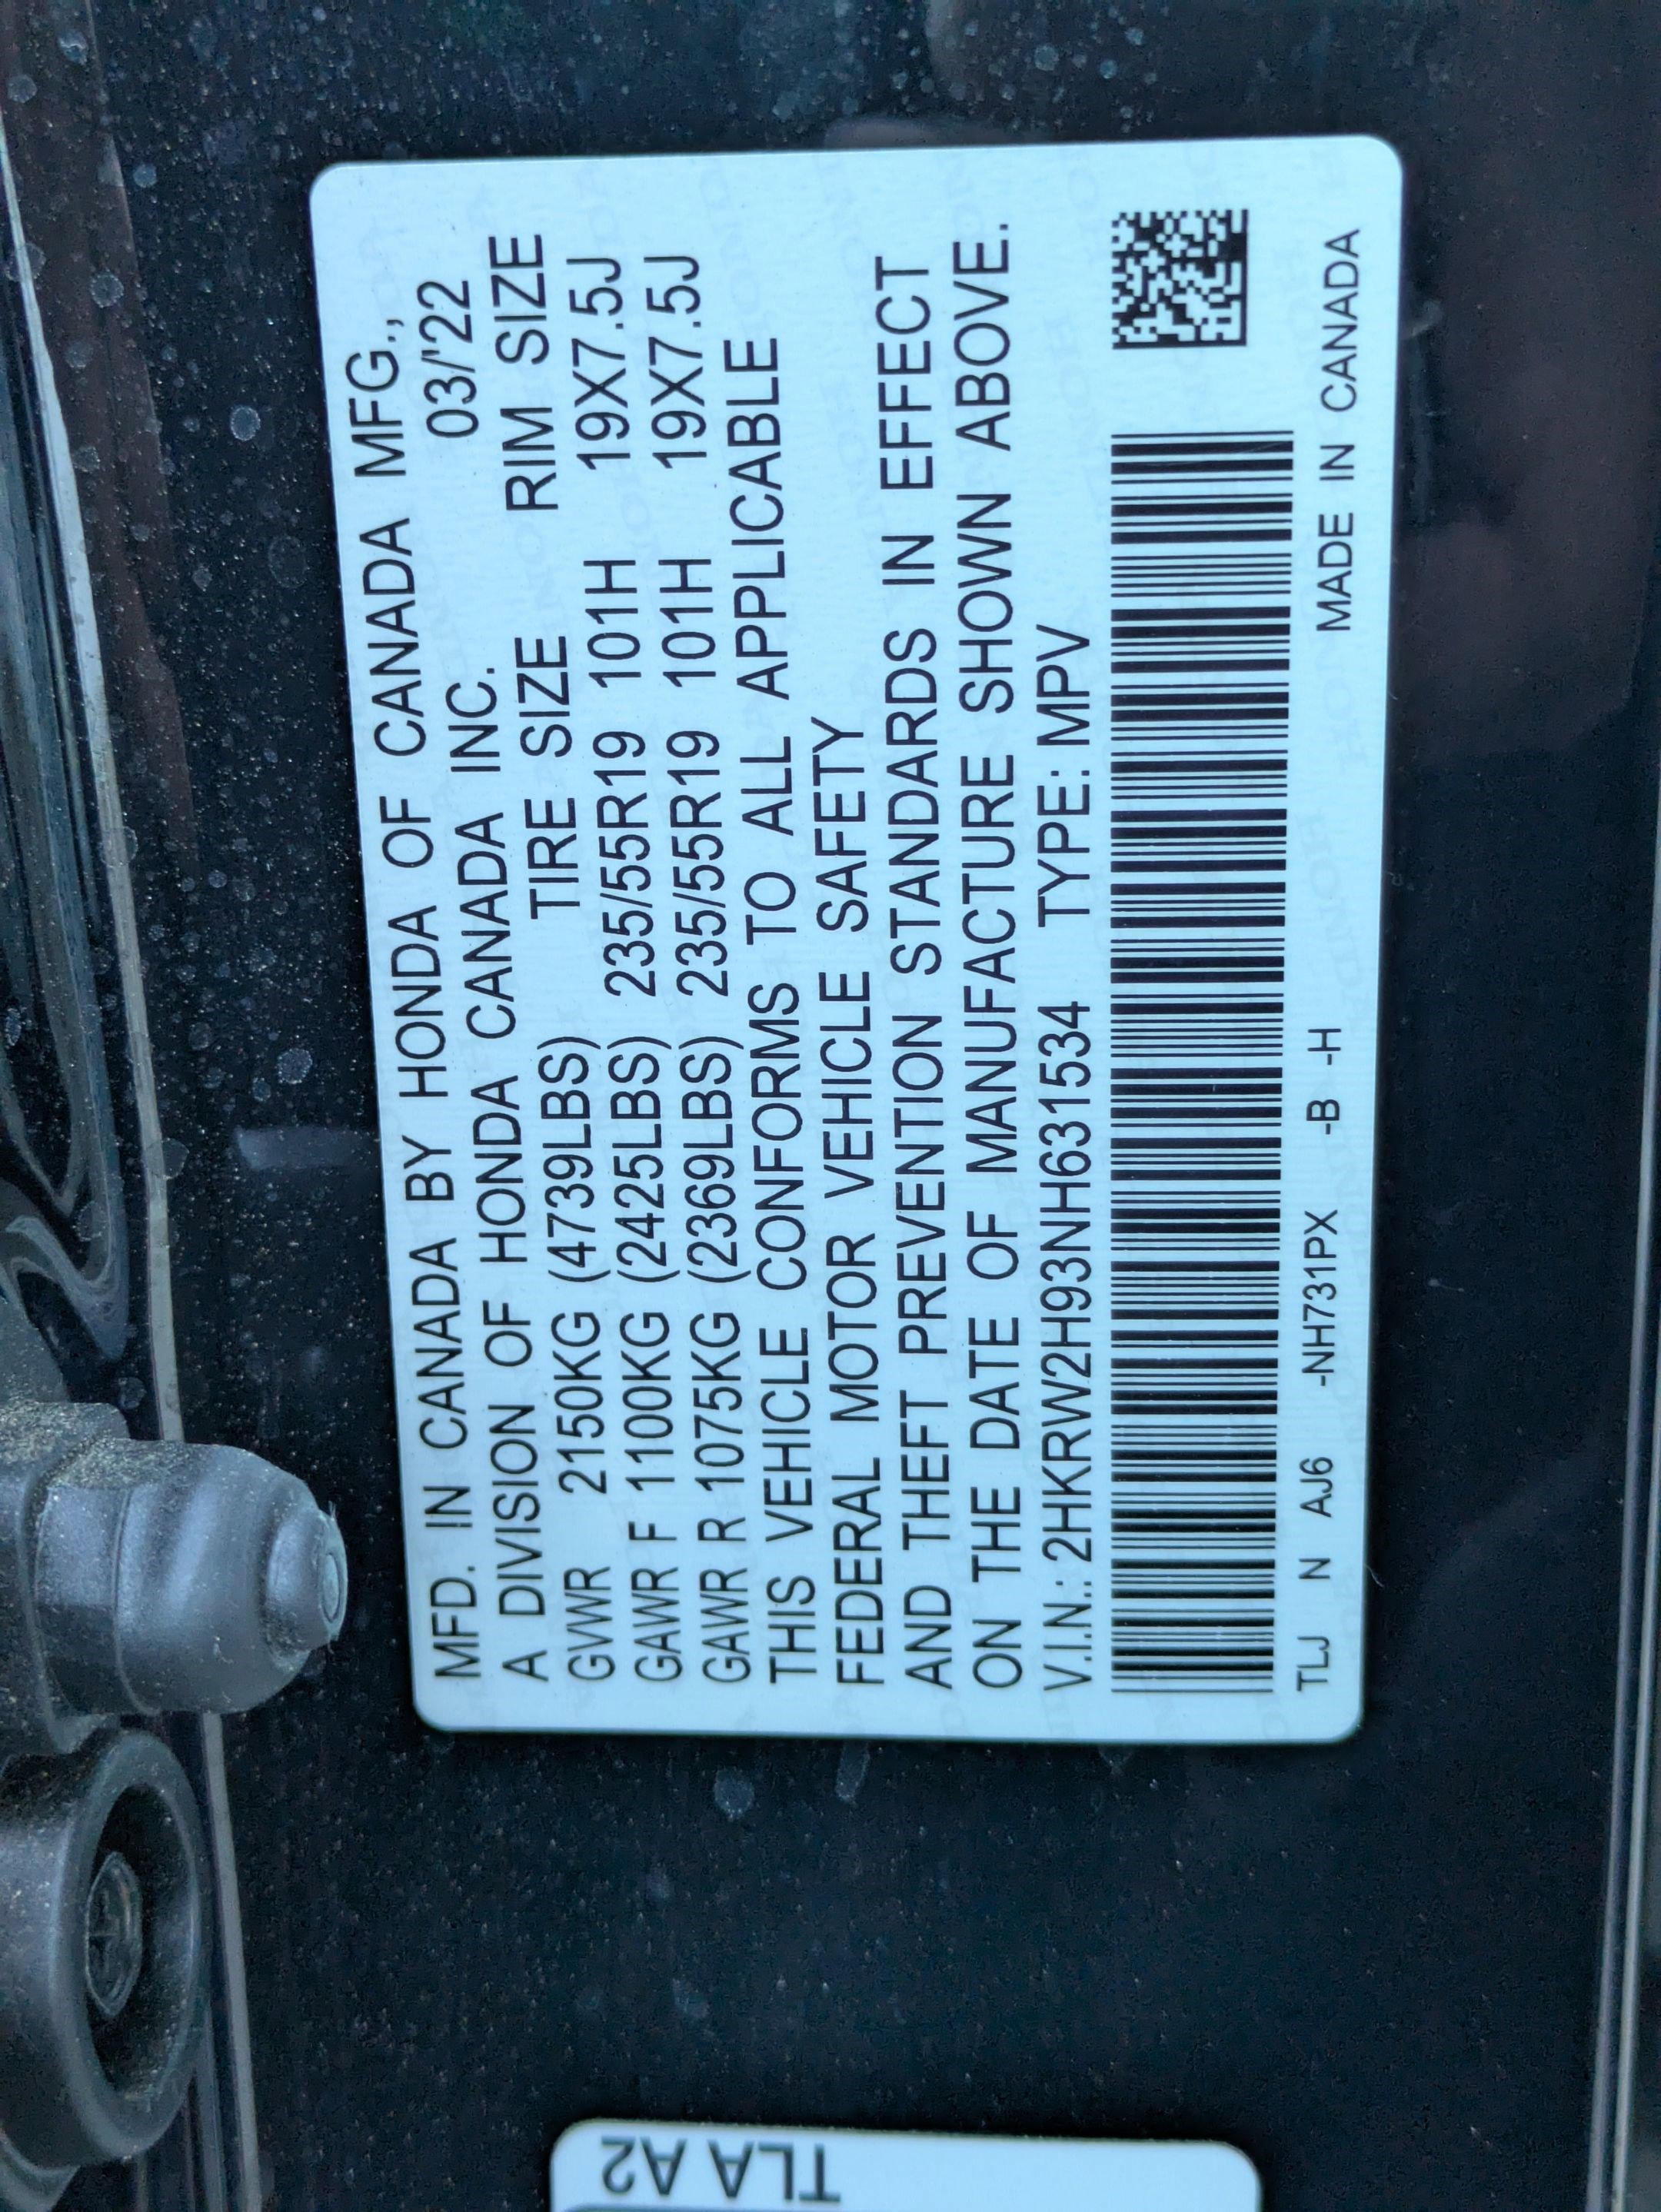 MFD. IN CANADA BY HONDA OF CANADA MFG.,
A DIVISION OF HONDA CANADA INC. 03/'22
GVWR 2150KG (4739LBS) TIRE SIZE RIM SIZE
GAWR F 1100KG (2425LBS) 235/55R19 101H 19X7.5J
GAWR R 1075KG (2369LBS) 235/55R19 101H 19X7.5J
THIS VEHICLE CONFORMS TO ALL APPLICABLE
FEDERAL MOTOR VEHICLE SAFETY
AND THEFT PREVENTION STANDARDS IN EFFECT
ON THE DATE OF MANUFACTURE SHOWN ABOVE.
V.I.N.: 2HKRW2H93NH631534 TYPE: MPV
TLJ N AJ6 -NH731PX -B -H MADE IN CANADA
TLA A2